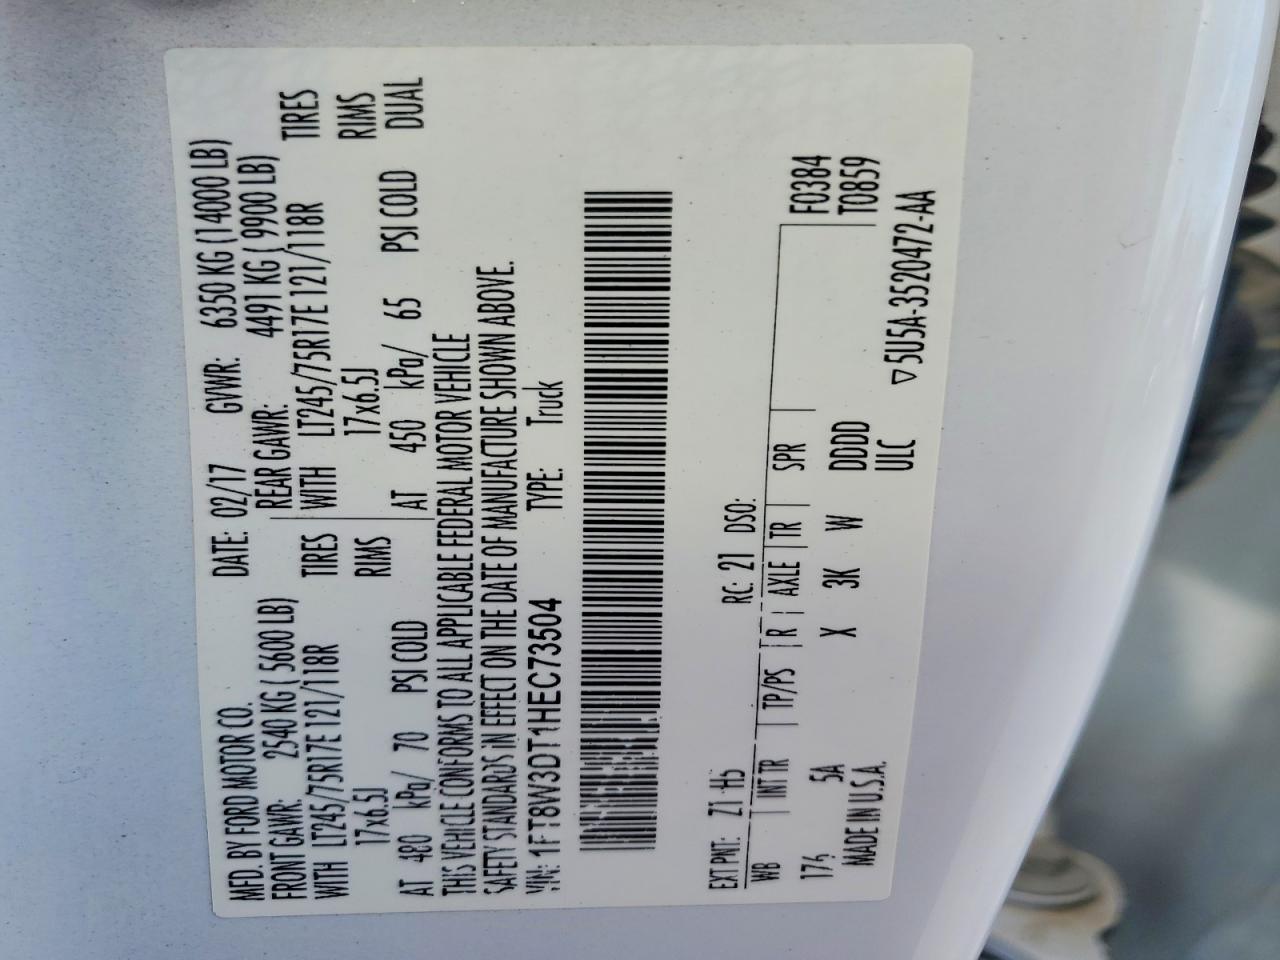 MFD. BY FORD MOTOR CO. DATE: 02/17 GVWR: 6350 KG (14000 LB)
FRONT GAWR: 2540 KG ( 5600 LB) REAR GAWR: 4491 KG ( 9900 LB)
WITH LT245/75R17E 121/118R TIRES WITH LT245/75R17E 121/118R TIRES
17x6.5J RIMS 17x6.5J RIMS
AT 480 kPa/ 70 PSI COLD AT 450 kPa/ 65 PSI COLD DUAL
THIS VEHICLE CONFORMS TO ALL APPLICABLE FEDERAL MOTOR VEHICLE
SAFETY STANDARDS IN EFFECT ON THE DATE OF MANUFACTURE SHOWN ABOVE.
VIN: 1FT8W3DT1HEC73504 TYPE: Truck
EXT PNT: Z1 RC: 21 DSO:
WB INT TR TP/PS R AXLE TR SPR F0384
5A X 3K W DDDD T0859
MADE IN U.S.A. ULC
▽5U5A-3520472-AA